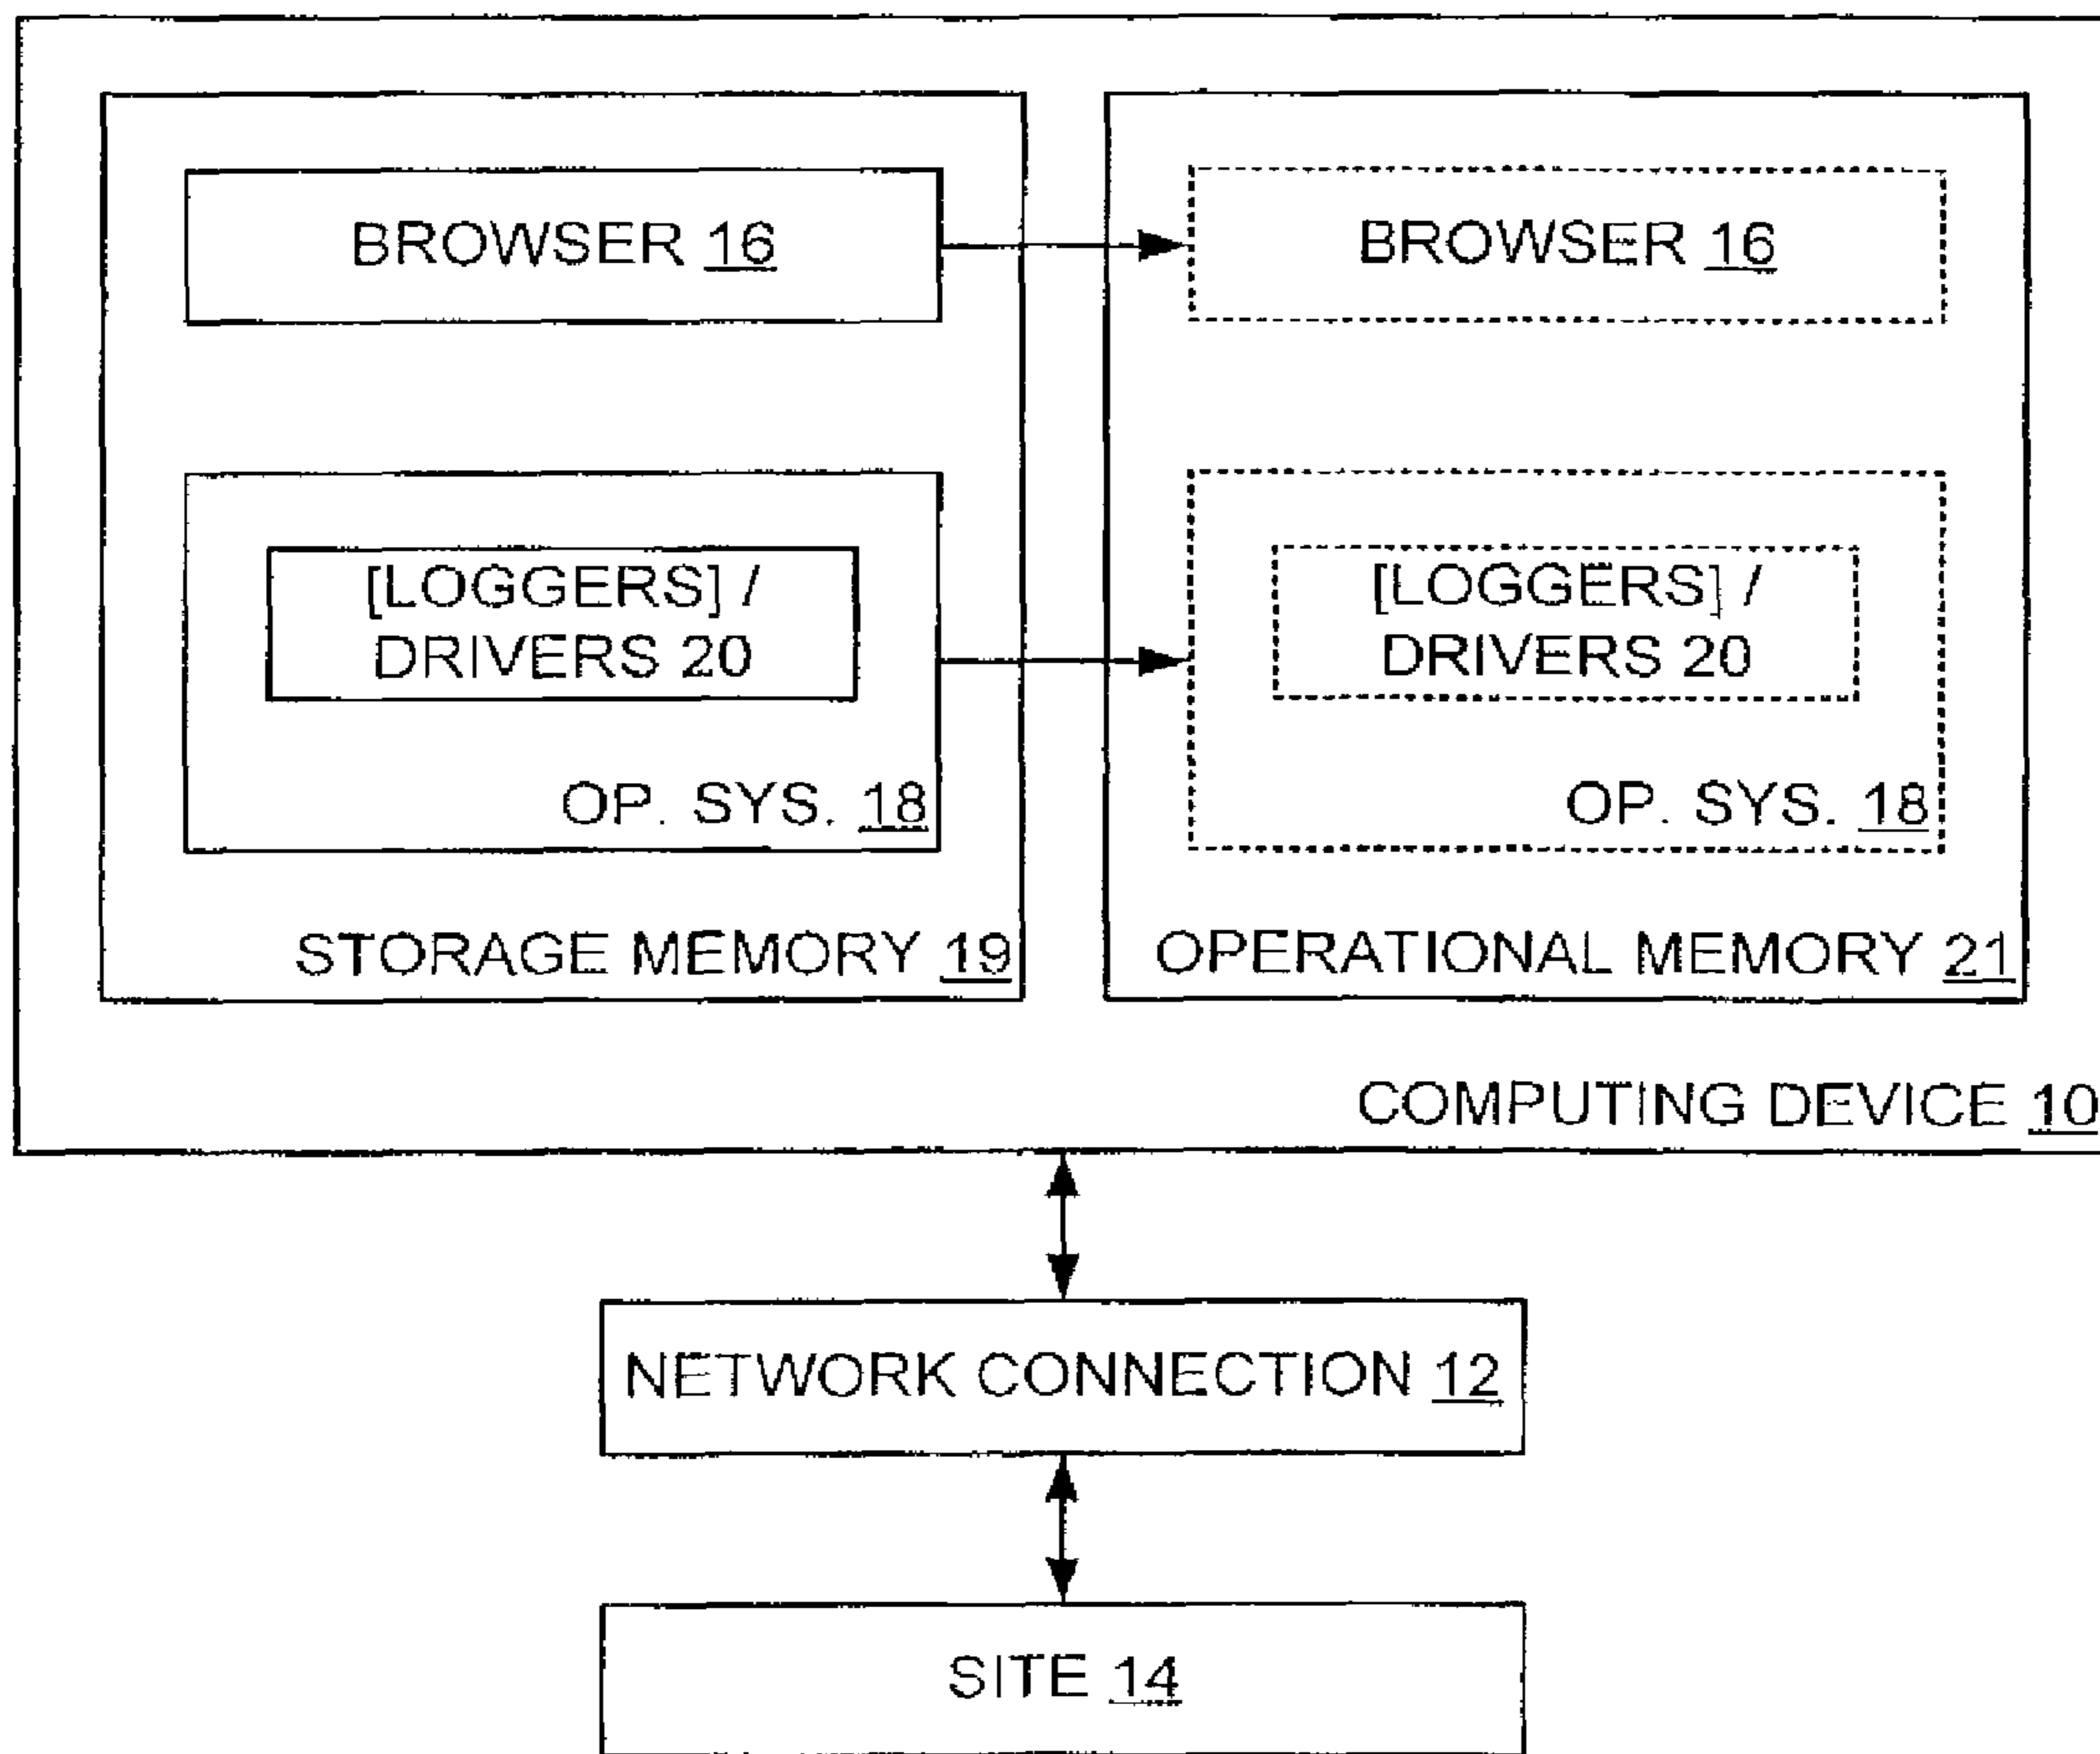 BROWSER 16
BROWSER 16
[LOGGERS] /
DRIVERS 20
OP. SYS. 18
[LOGGERS] /
DRIVERS 20
OP. SYS. 18
STORAGE MEMORY 19
OPERATIONAL MEMORY 21
COMPUTING DEVICE 10
NETWORK CONNECTION 12
SITE 14